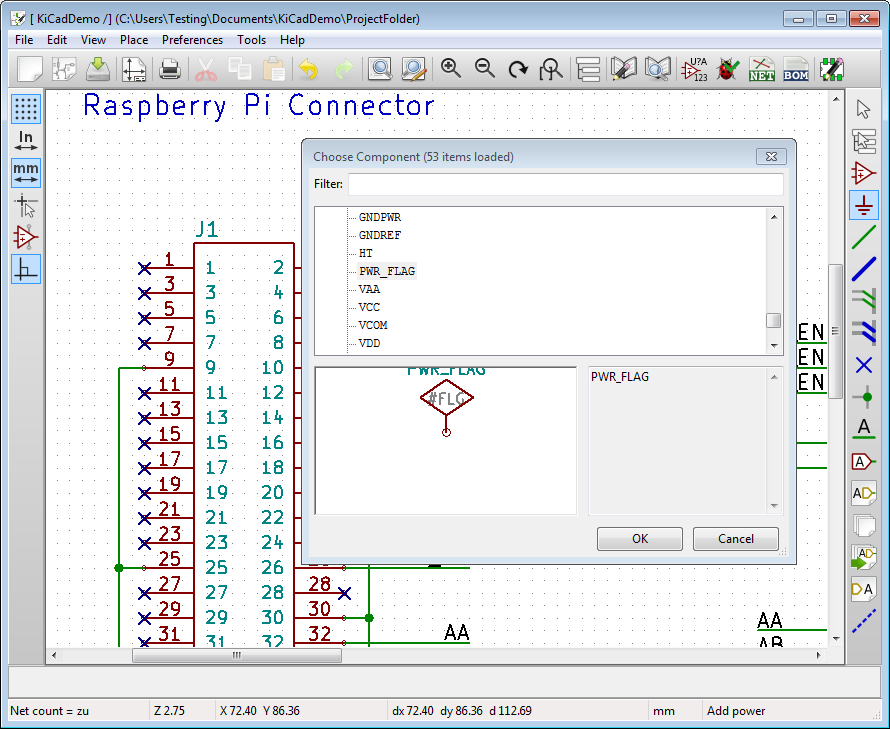 [ KiCadDemo /] (C:\Users\Testing\Documents\KiCadDemo\ProjectFolder)
File Edit View Place Preferences Tools Help
U?A
123
NET
BOM
Raspberry Pi Connector
In
mm
J1
1 1 2
3 3 4
5 5 6
7 7 8
9 9 10
11 11 12
13 13 14
15 15 16
17 17 18
19 19 20
21 21 22
23 23 24
25 25 26
27 27 28 28
29 29 30 30
31 31 32 32
AA
Choose Component (53 items loaded)
Filter:
GNDPWR
GNDREF
HT
PWR_FLAG
VAA
VCC
VCOM
VDD
PWR_FLAG
#FLG
PWR_FLAG
OK Cancel
EN
EN
EN
AA
AB
A
A
AD
AD
DA
Net count = zu Z 2.75 X 72.40 Y 86.36 dx 72.40 dy 86.36 d 112.69 mm Add power